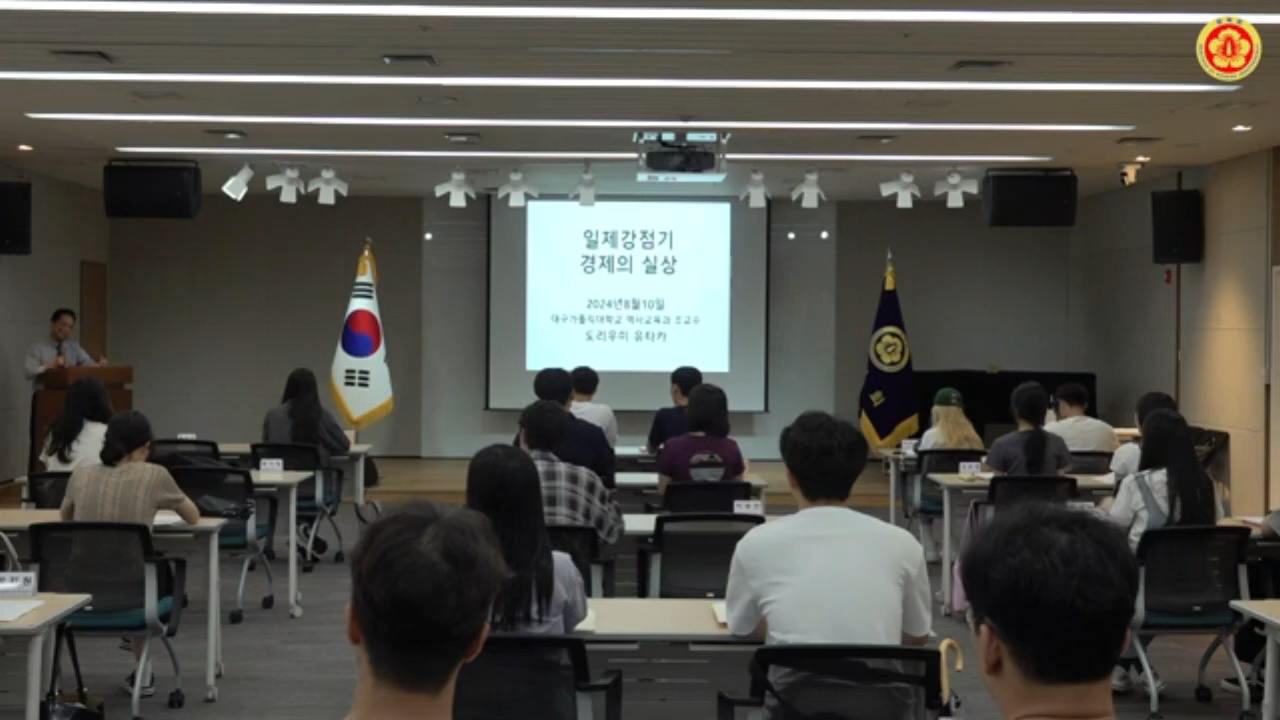 일제강점기
경제의 실상
2024년8월10일
대구가톨릭대학교 역사교육과 조교수
도리우미 유타카